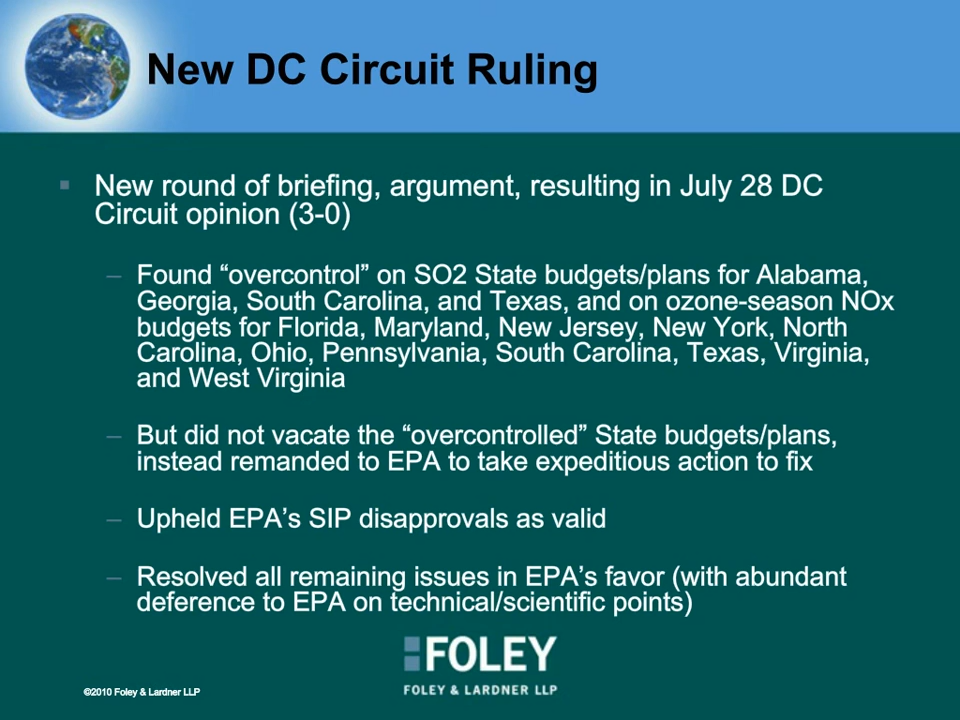 New DC Circuit Ruling
▪ New round of briefing, argument, resulting in July 28 DC
Circuit opinion (3-0)
– Found “overcontrol” on SO2 State budgets/plans for Alabama,
Georgia, South Carolina, and Texas, and on ozone-season NOx
budgets for Florida, Maryland, New Jersey, New York, North
Carolina, Ohio, Pennsylvania, South Carolina, Texas, Virginia,
and West Virginia
– But did not vacate the “overcontrolled” State budgets/plans,
instead remanded to EPA to take expeditious action to fix
– Upheld EPA’s SIP disapprovals as valid
– Resolved all remaining issues in EPA’s favor (with abundant
deference to EPA on technical/scientific points)
FOLEY
FOLEY & LARDNER LLP
©2010 Foley & Lardner LLP